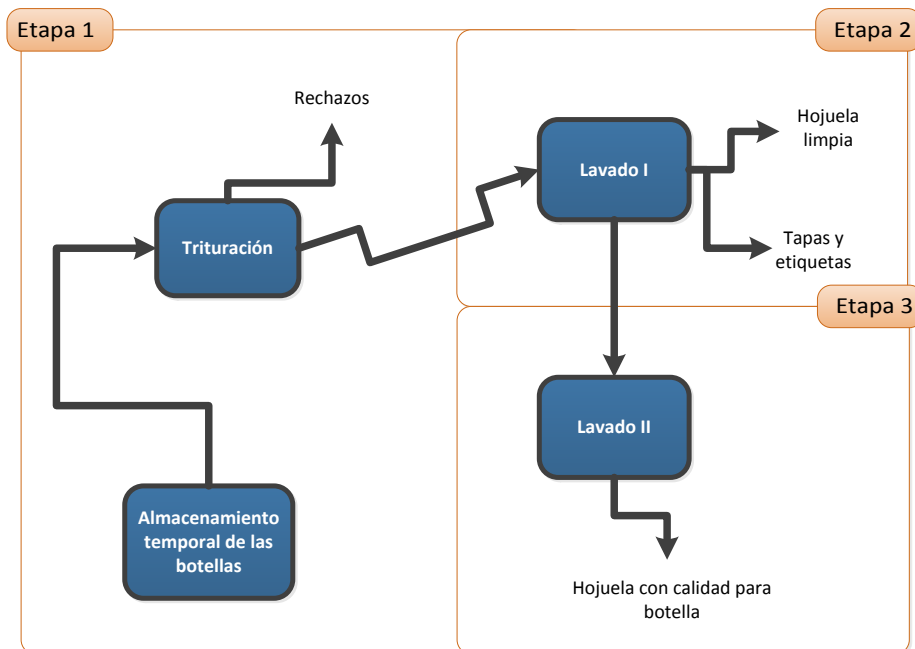 Etapa 1
Etapa 2
Rechazos
Hojuela
limpia
Lavado I
Trituración
Tapas y
etiquetas
Etapa 3
Lavado II
Almacenamiento
temporal de las
botellas
Hojuela con calidad para
botella